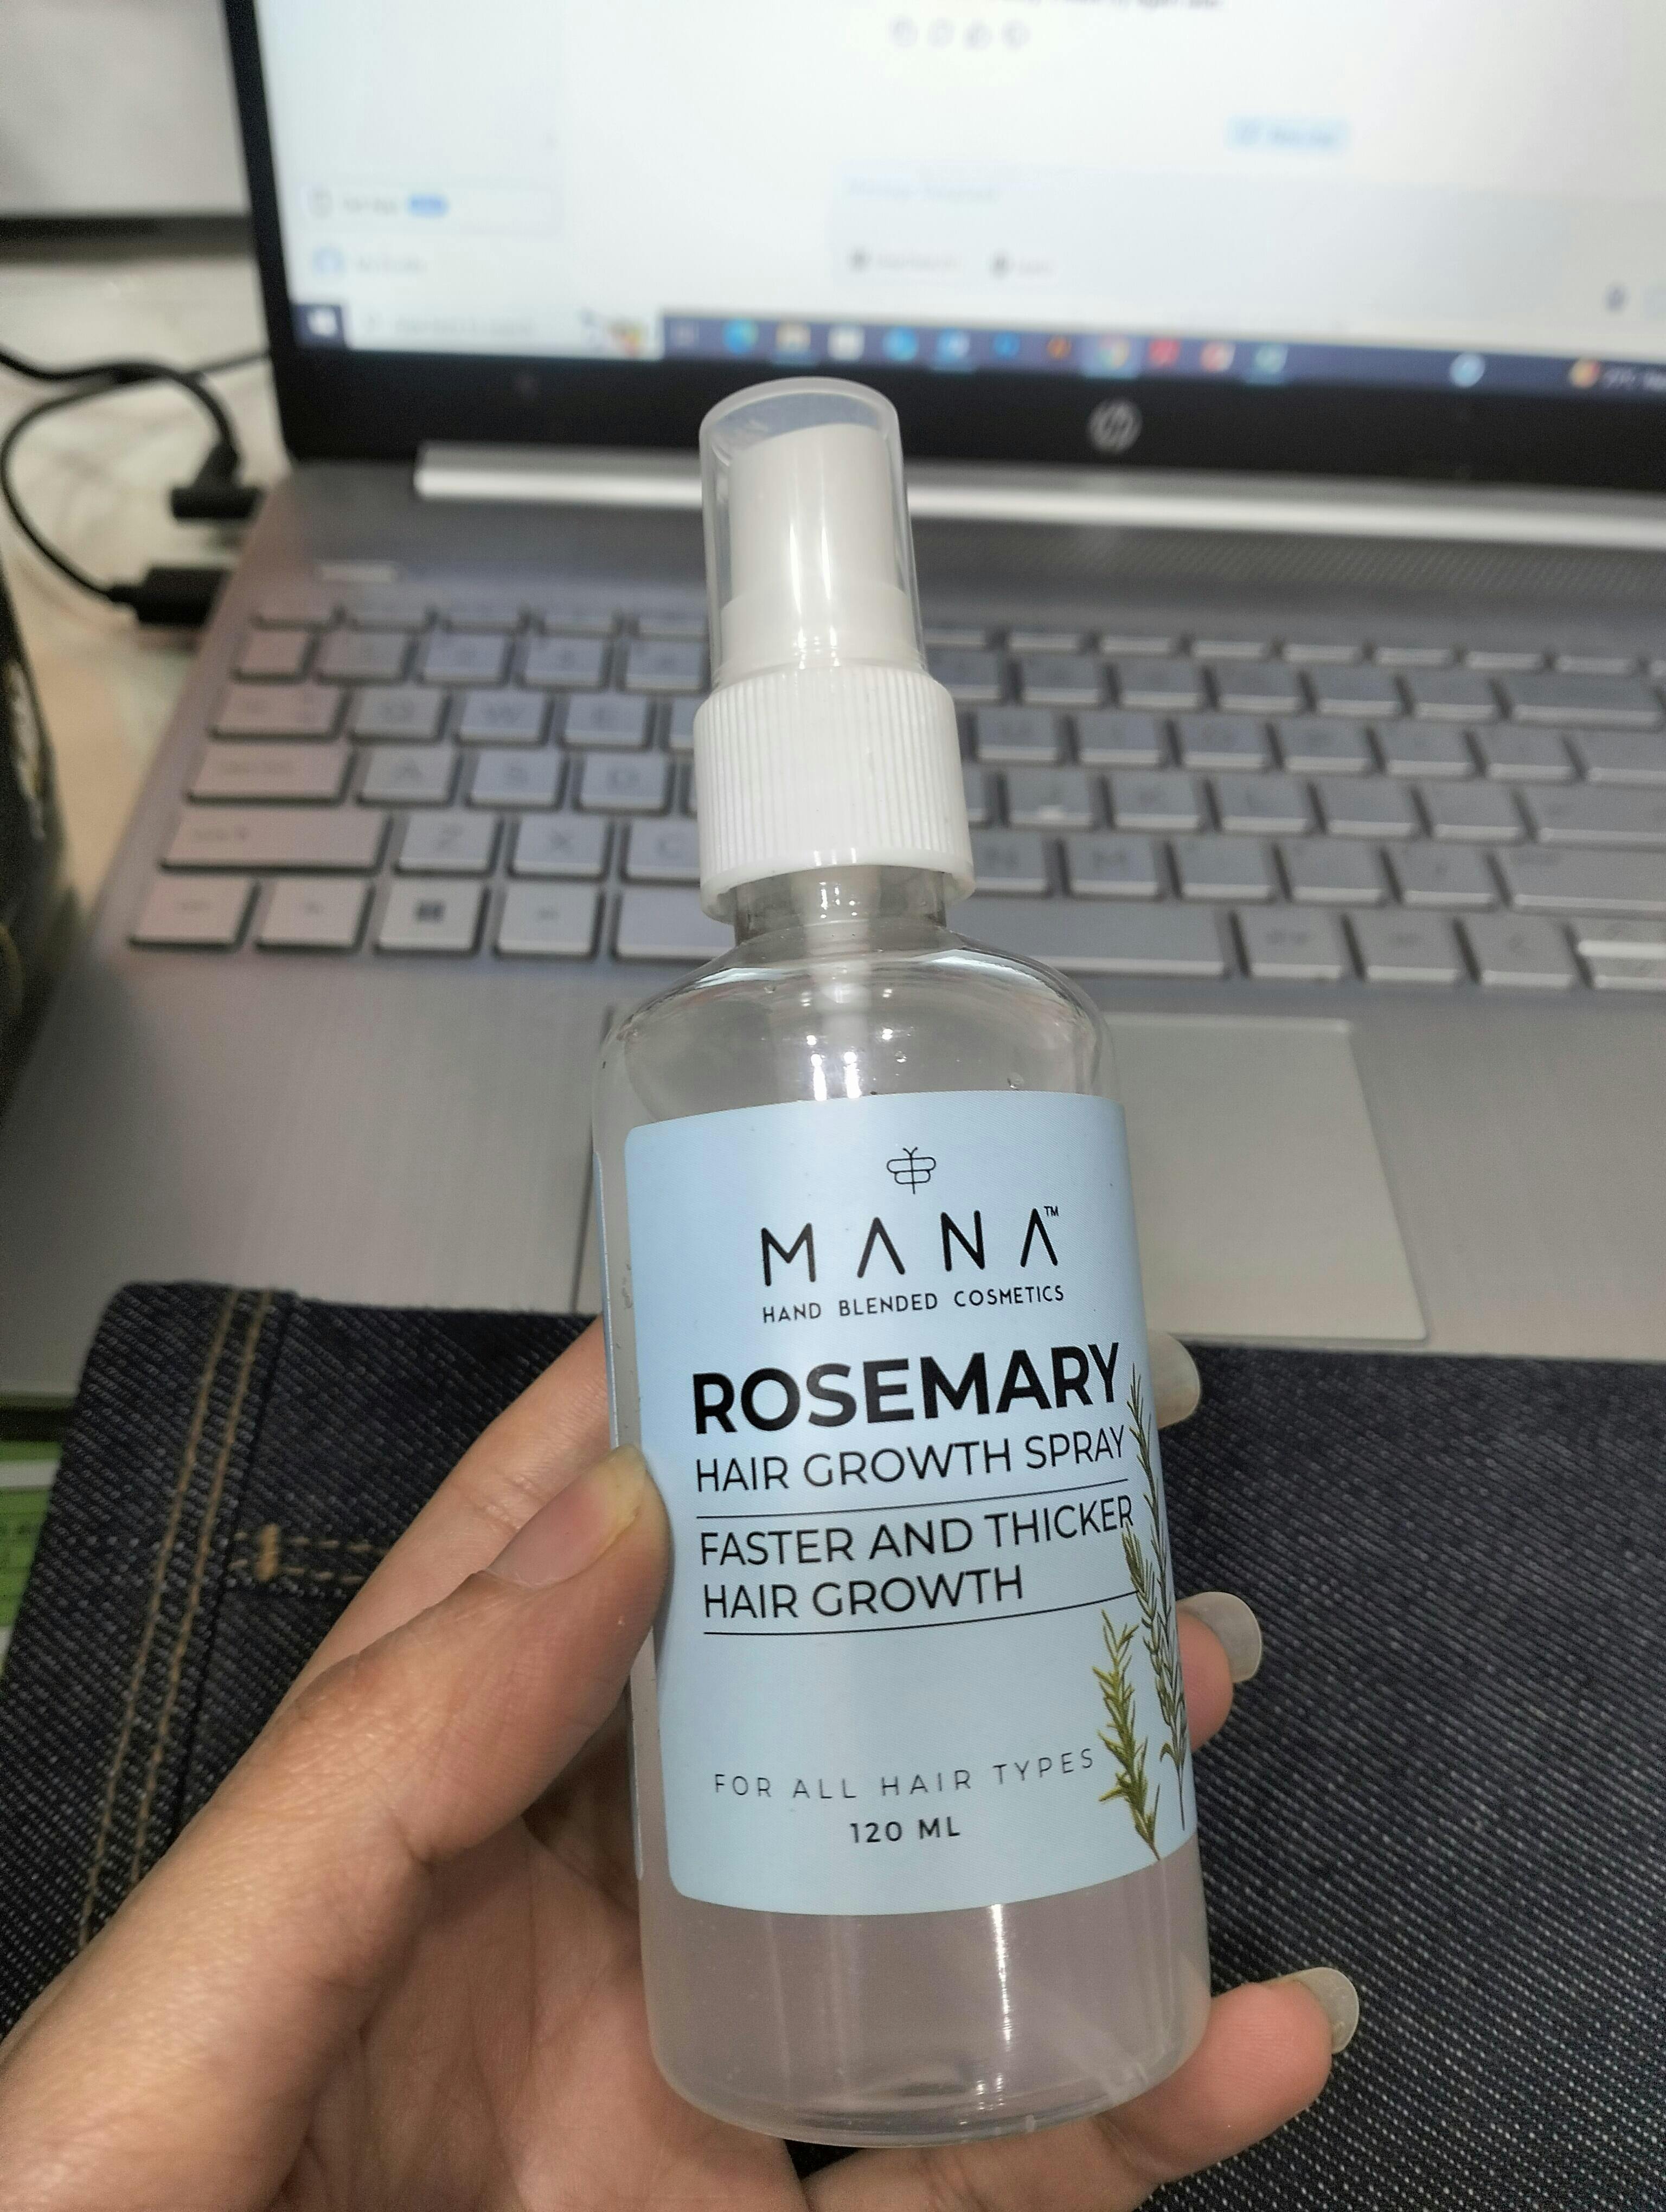 MANA™
HAND BLENDED COSMETICS
ROSEMARY
HAIR GROWTH SPRAY
FASTER AND THICKER
HAIR GROWTH
FOR ALL HAIR TYPES
120 ML
hp
A S D
Z X C
N M